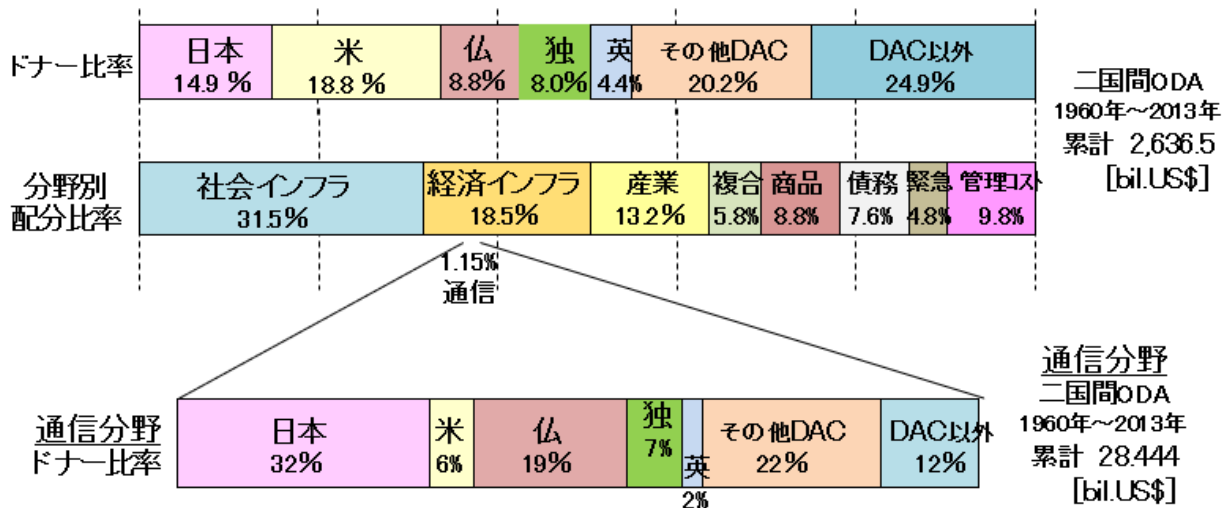 ドナー比率
日本
14.9 %
米
18.8 %
仏
8.8%
独
8.0%
英
4.4%
その他DAC
20.2%
DAC以外
24.9%
二国間ODA
1960年～2013年
累計 2,636.5
[bil.US$]
分野別
配分比率
社会インフラ
31.5%
経済インフラ
18.5%
産業
13.2%
複合
5.8%
商品
8.8%
債務
7.6%
緊急
4.8%
管理コスト
9.8%
1.15%
通信
通信分野
ドナー比率
日本
32%
米
6%
仏
19%
独
7%
英
2%
その他DAC
22%
DAC以外
12%
通信分野
二国間ODA
1960年～2013年
累計 28.444
[bil.US$]